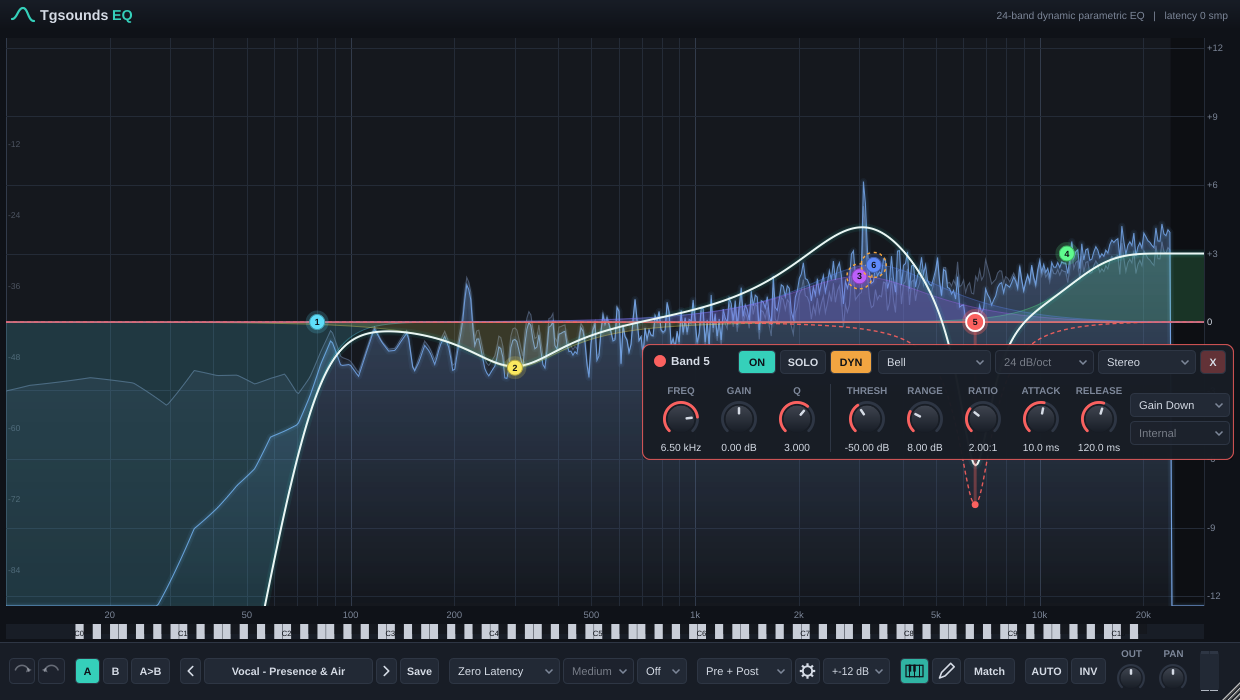 Tgsounds EQ
24-band dynamic parametric EQ | latency 0 smp
+12
+9
-12
+6
-24
+3
-36
0
-48
-60
-72
-9
-84
-12
1
2
3
6
4
5
Band 5
ON
SOLO
DYN
Bell
24 dB/oct
Stereo
X
FREQ GAIN Q THRESH RANGE RATIO ATTACK RELEASE
Gain Down
Internal
6.50 kHz 0.00 dB 3.000 -50.00 dB 8.00 dB 2.00:1 10.0 ms 120.0 ms
20 50 100 200 500 1k 2k 5k 10k 20k
C0 C1 C2 C3 C4 C5 C6 C7 C8 C9 C1
A
B
A>B
Vocal - Presence & Air
Save
Zero Latency
Medium
Off
Pre + Post
+-12 dB
Match
AUTO
INV
OUT
PAN